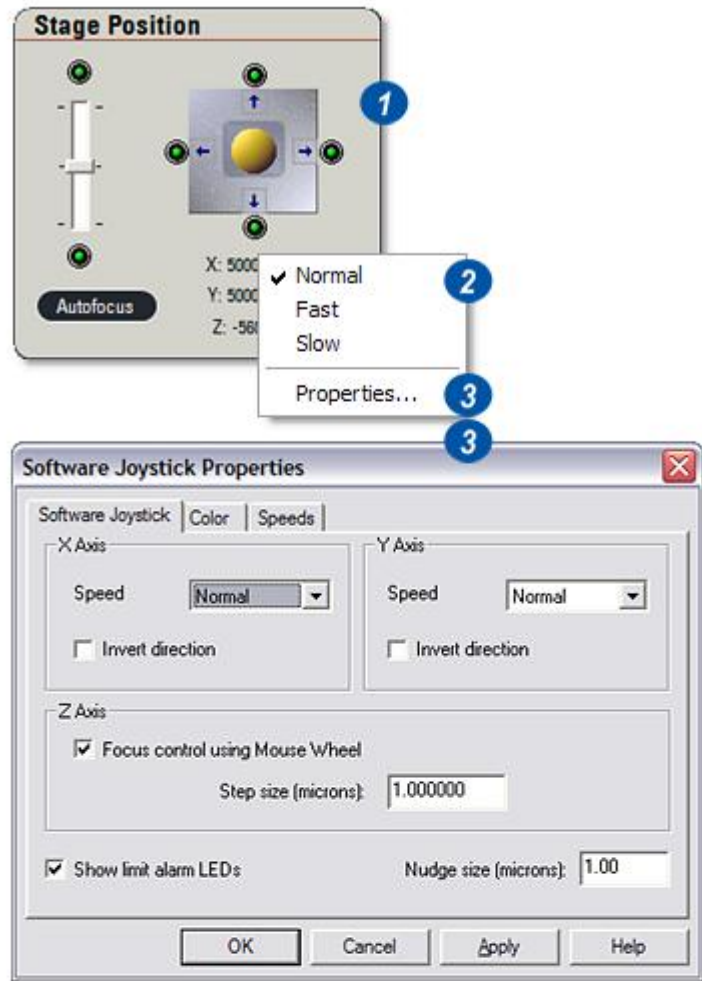 Stage Position
1
X: 5000
Normal
2
Y: 5000
Autofocus
Fast
Z: -560
Slow
Properties...
3
3
Software Joystick Properties
Software Joystick
Color
Speeds
X Axis
Y Axis
Speed
Normal
Speed
Normal
Invert direction
Invert direction
Z Axis
Focus control using Mouse Wheel
Step size (microns):
1.000000
Show limit alarm LEDs
Nudge size (microns):
1.00
OK
Cancel
Apply
Help